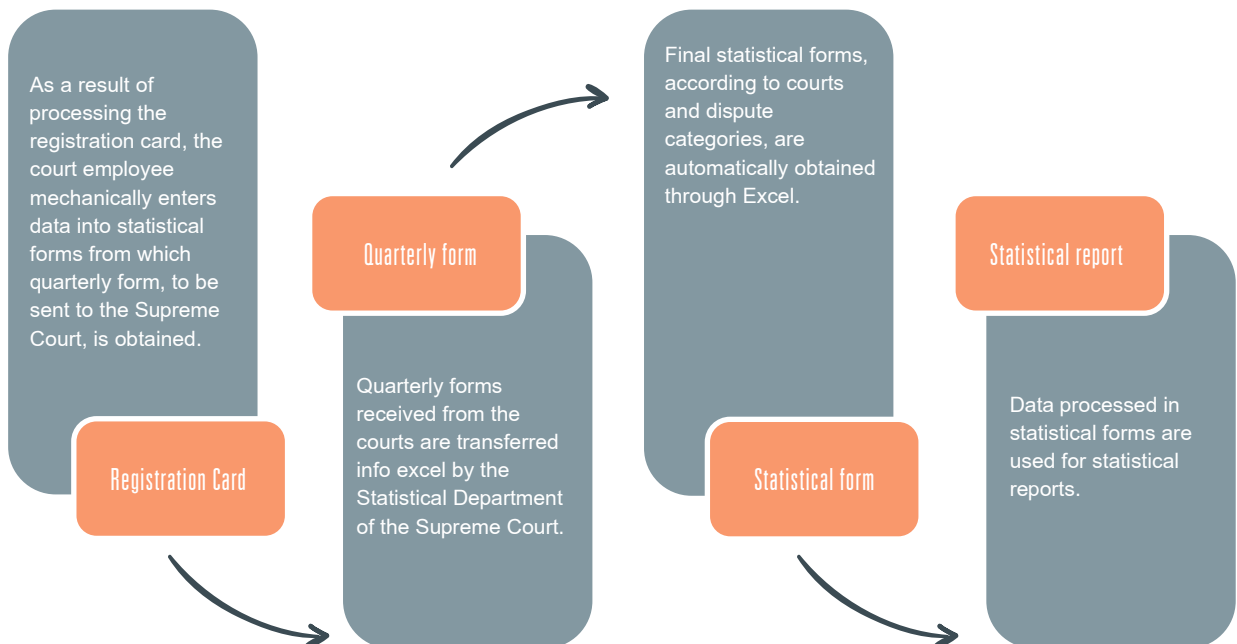 As a result of
processing the
registration card, the
court employee
mechanically enters
data into statistical
forms from which
quarterly form, to be
sent to the Supreme
Court, is obtained.
Registration Card
Quarterly form
Quarterly forms
received from the
courts are transferred
info excel by the
Statistical Department
of the Supreme Court.
Final statistical forms,
according to courts
and dispute
categories, are
automatically obtained
through Excel.
Statistical form
Statistical report
Data processed in
statistical forms are
used for statistical
reports.